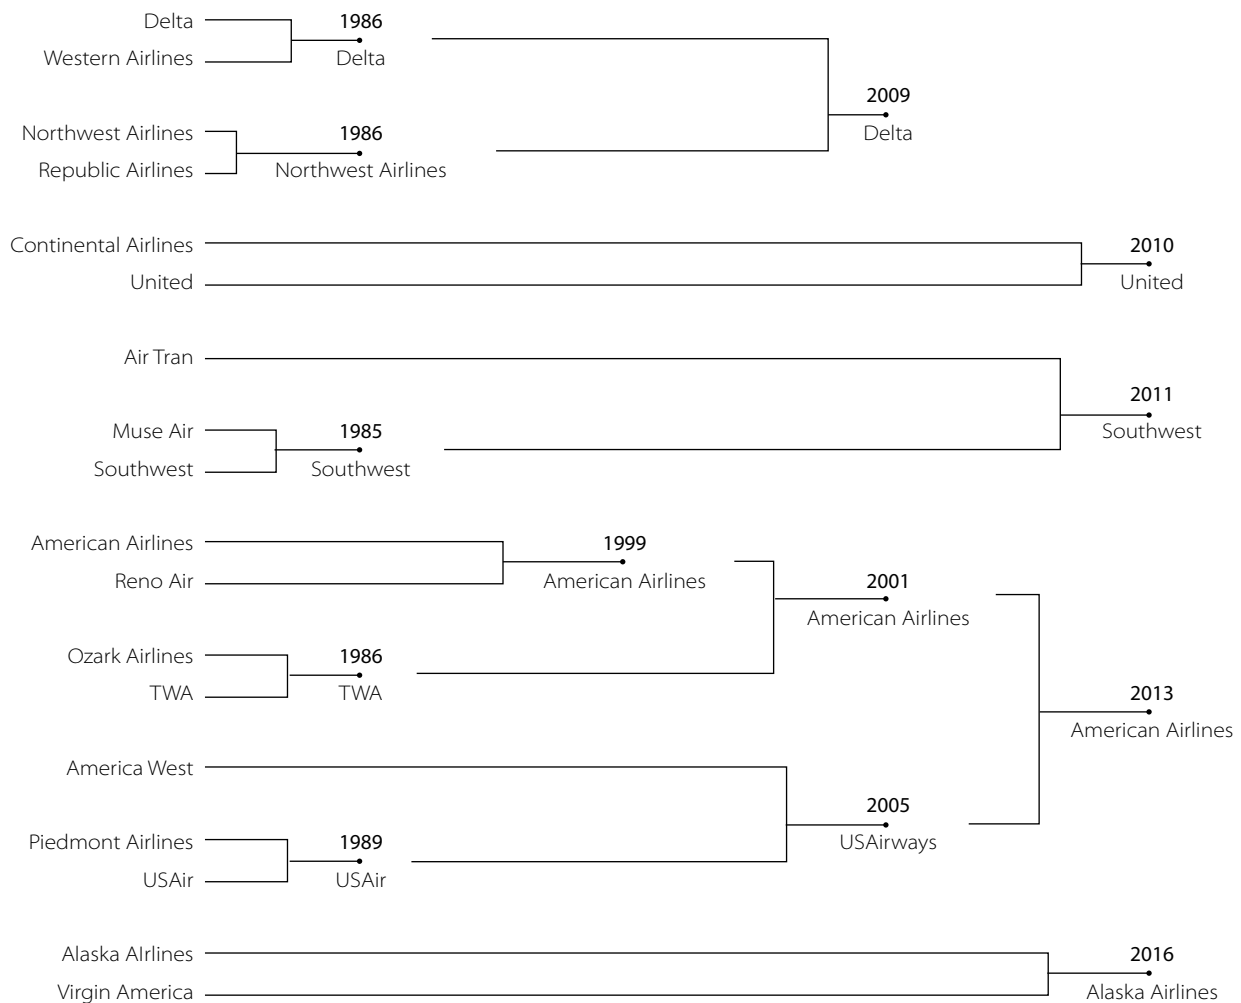 Delta
1986
Western Airlines
Delta
2009
Delta
Northwest Airlines
1986
Republic Airlines
Northwest Airlines
Continental Airlines
2010
United
United
Air Tran
2011
Southwest
Muse Air
1985
Southwest
Southwest
American Airlines
1999
Reno Air
American Airlines
2001
American Airlines
Ozark Airlines
1986
TWA
TWA
2013
American Airlines
America West
2005
USAirways
Piedmont Airlines
1989
USAir
USAir
Alaska AIrlines
2016
Virgin America
Alaska Airlines